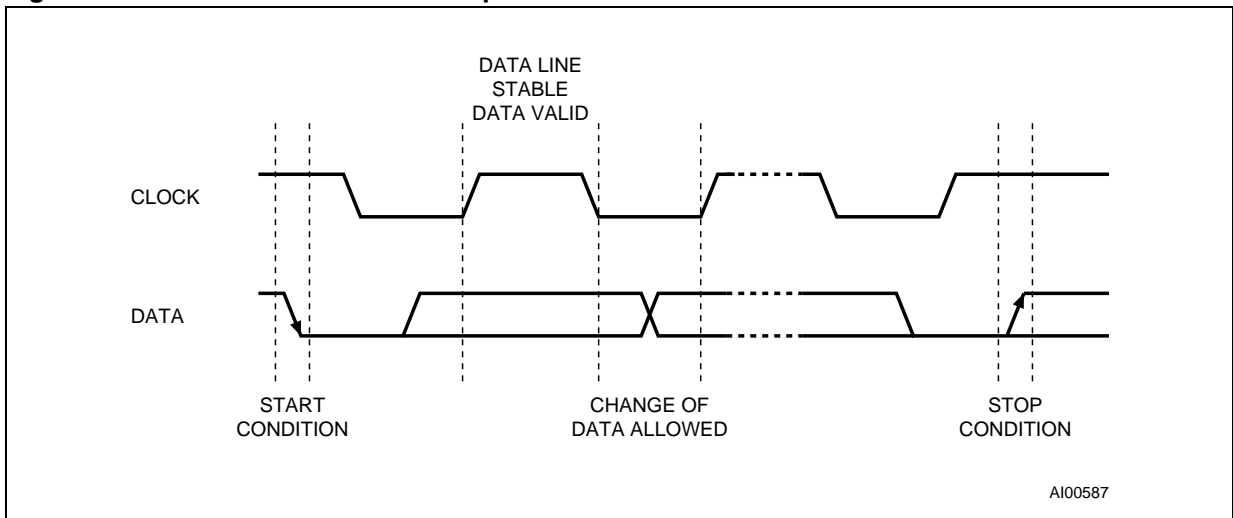 DATA LINE
STABLE
DATA VALID
CLOCK
DATA
START
CONDITION
CHANGE OF
DATA ALLOWED
STOP
CONDITION
AI00587